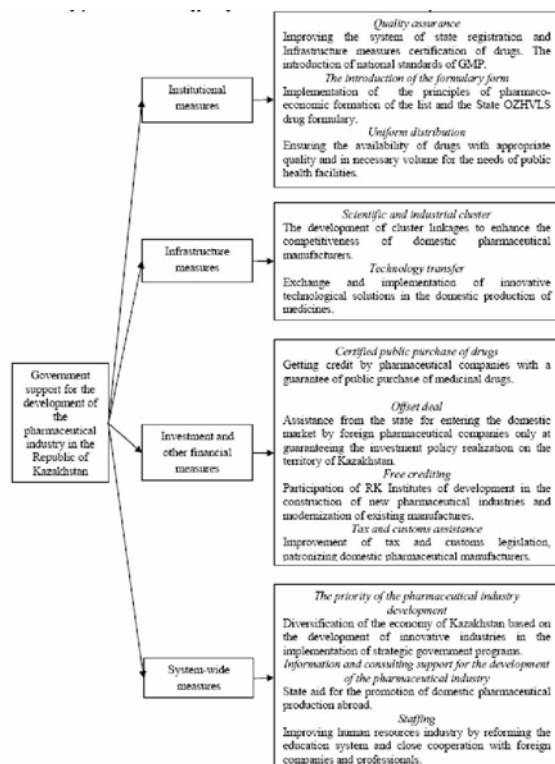 Government
support for the
development of
the
pharmaceutical
industry in the
Republic of
Kazakhstan
Institutional
measures
Quality assurance
Improving the system of state registration and
Infrastructure measures certification of drugs. The
introduction of national standards of GMP.
The introduction of the formulary form
Implementation of the principles of pharmaco-
economic formation of the list and the State OZHVLS
drug formulary.
Uniform distribution
Ensuring the availability of drugs with appropriate
quality and in necessary volume for the needs of public
health facilities.
Infrastructure
measures
Scientific and industrial cluster
The development of cluster linkages to enhance the
competitiveness of domestic pharmaceutical
manufacturers.
Technology transfer
Exchange and implementation of innovative
technological solutions in the domestic production of
medicines.
Investment and
other financial
measures
Certified public purchase of drugs
Getting credit by pharmaceutical companies with a
guarantee of public purchase of medicinal drugs.
Offset deal
Assistance from the state for entering the domestic
market by foreign pharmaceutical companies only at
guaranteeing the investment policy realization on the
territory of Kazakhstan.
Free crediting
Participation of RK Institutes of development in the
construction of new pharmaceutical industries and
modernization of existing manufactures.
Tax and customs assistance
Improvement of tax and customs legislation,
patronizing domestic pharmaceutical manufacturers.
System-wide
measures
The priority of the pharmaceutical industry
development
Diversification of the economy of Kazakhstan based on
the development of innovative industries in the
implementation of strategic government programs.
Information and consulting support for the development
of the pharmaceutical industry
State aid for the promotion of domestic pharmaceutical
production abroad.
Staffing
Improving human resources industry by reforming the
education system and close cooperation with foreign
companies and professionals.